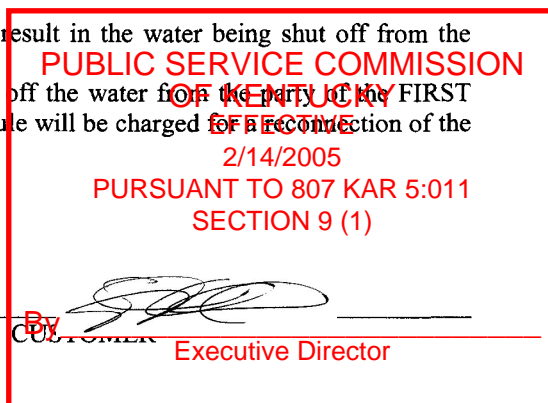 result in the water being shut off from the
PUBLIC SERVICE COMMISSION
off the water from the party of the FIRST
OF KENTUCKY
will be charged for a reconnection of the
EFFECTIVE
2/14/2005
PURSUANT TO 807 KAR 5:011
SECTION 9 (1)
By
CUSTOMER
Executive Director